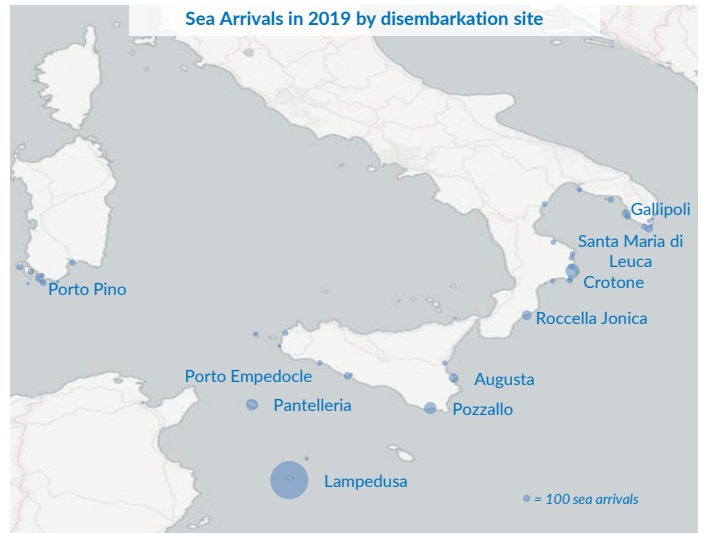 Sea Arrivals in 2019 by disembarkation site
Gallipoli
Santa Maria di
Leuca
Crotone
Porto Pino
Roccella Jonica
Porto Empedocle
Augusta
Pantelleria
Pozzallo
Lampedusa
= 100 sea arrivals